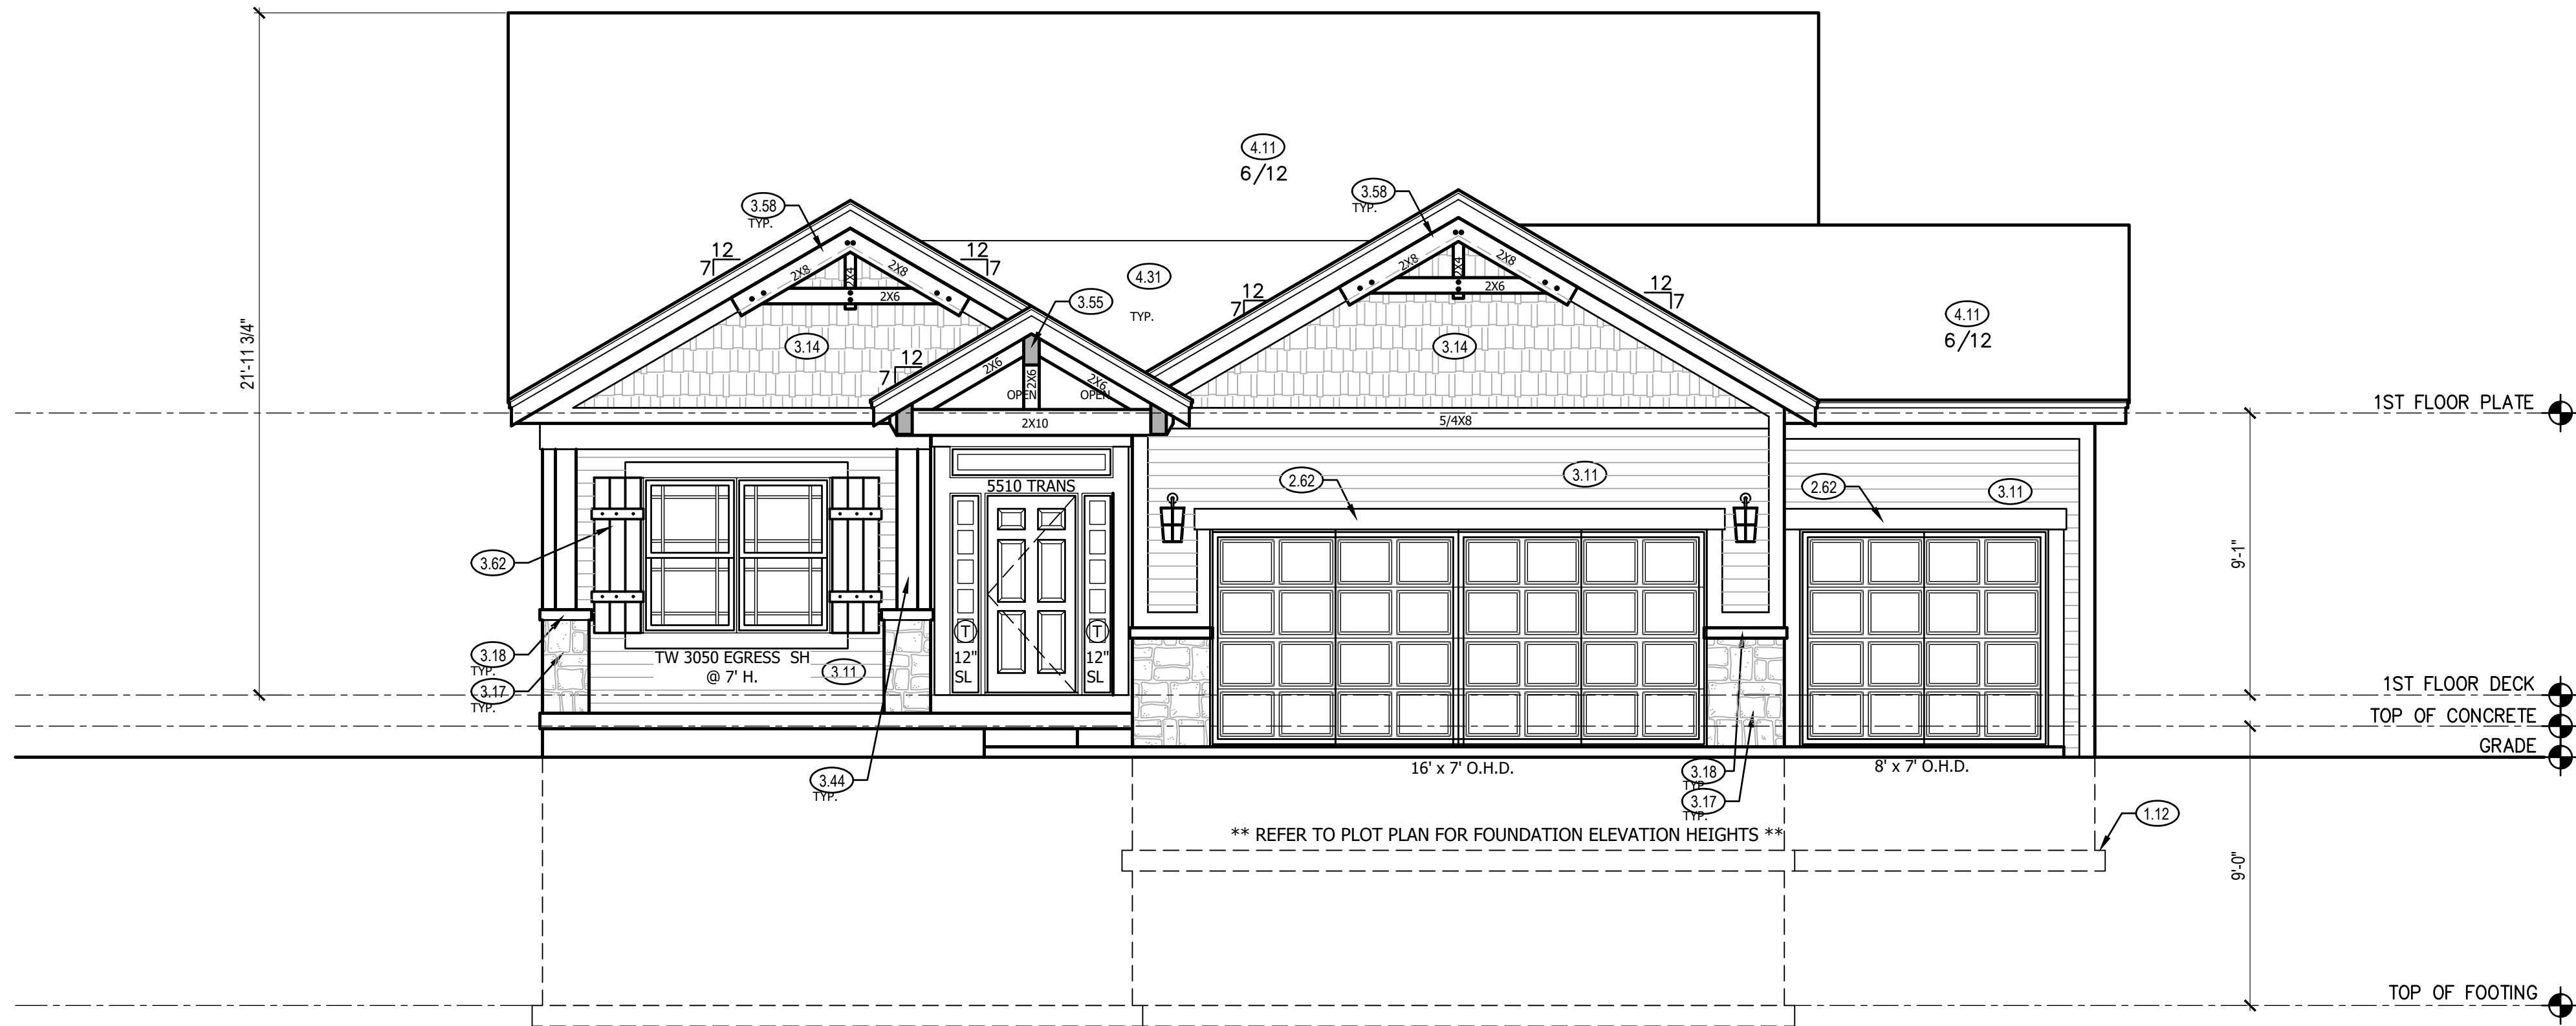 4.11
6/12
3.58
TYP.
3.58
TYP.
12
7
12
7
2X8
2X8
2X4
2X6
4.31
TYP.
3.55
12
7
12
7
2X8
2X8
2X4
2X6
4.11
6/12
21'-11 3/4"
3.14
3.14
12
7
2X6
2X6
2X6
OPEN
OPEN
2X10
5/4X8
1ST FLOOR PLATE
2.62
3.11
2.62
3.11
5510 TRANS
3.62
9'-1"
T
T
12"
SL
12"
SL
3.18
TYP.
3.17
TYP.
TW 3050 EGRESS SH
@ 7' H.
3.11
1ST FLOOR DECK
TOP OF CONCRETE
GRADE
3.44
TYP.
16' x 7' O.H.D.
3.18
TYP.
3.17
TYP.
8' x 7' O.H.D.
1.12
** REFER TO PLOT PLAN FOR FOUNDATION ELEVATION HEIGHTS **
9'-0"
TOP OF FOOTING